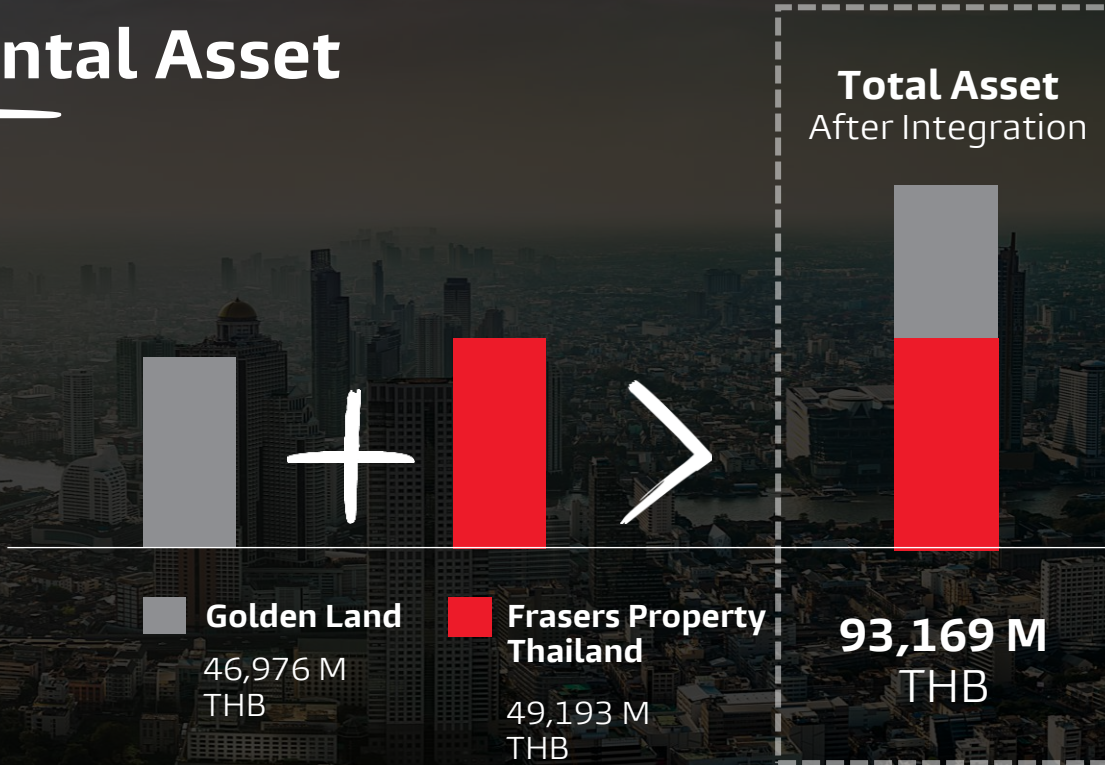 ntal Asset
Total Asset
After Integration
Golden Land
46,976 M
THB
Frasers Property
Thailand
49,193 M
THB
93,169 M
THB